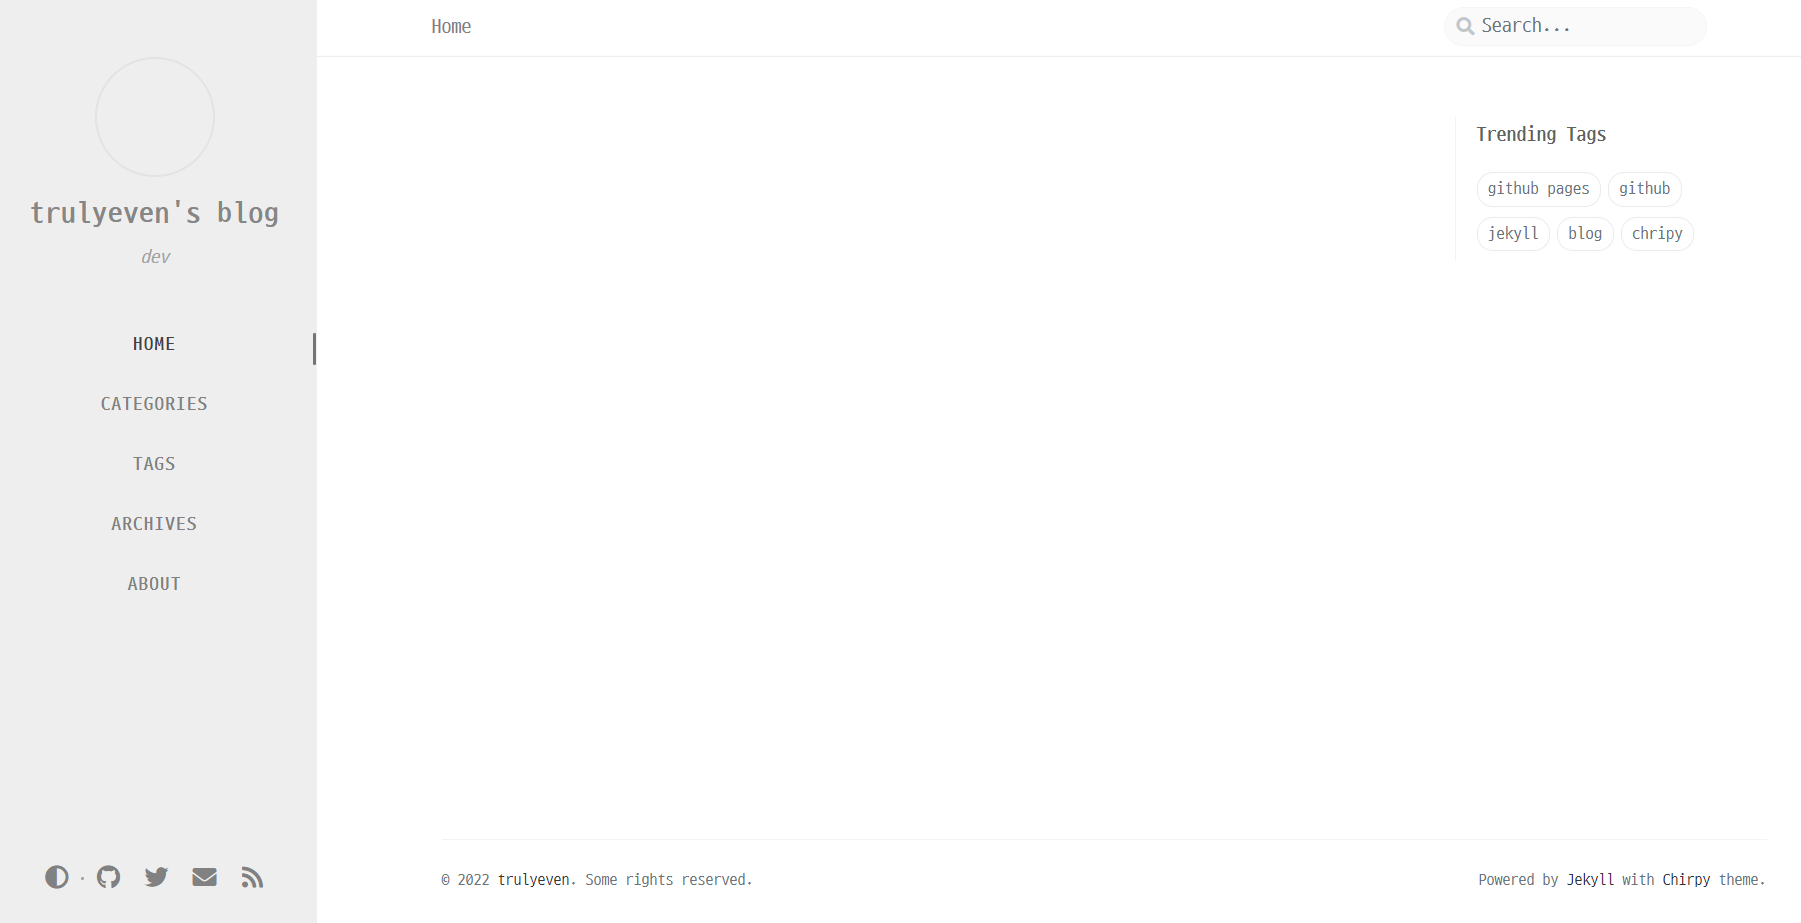 trulyeven's blog
dev
HOME
CATEGORIES
TAGS
ARCHIVES
ABOUT
Home
Search...
Trending Tags
github pages github
jekyll blog chripy
© 2022 trulyeven. Some rights reserved.
Powered by Jekyll with Chirpy theme.